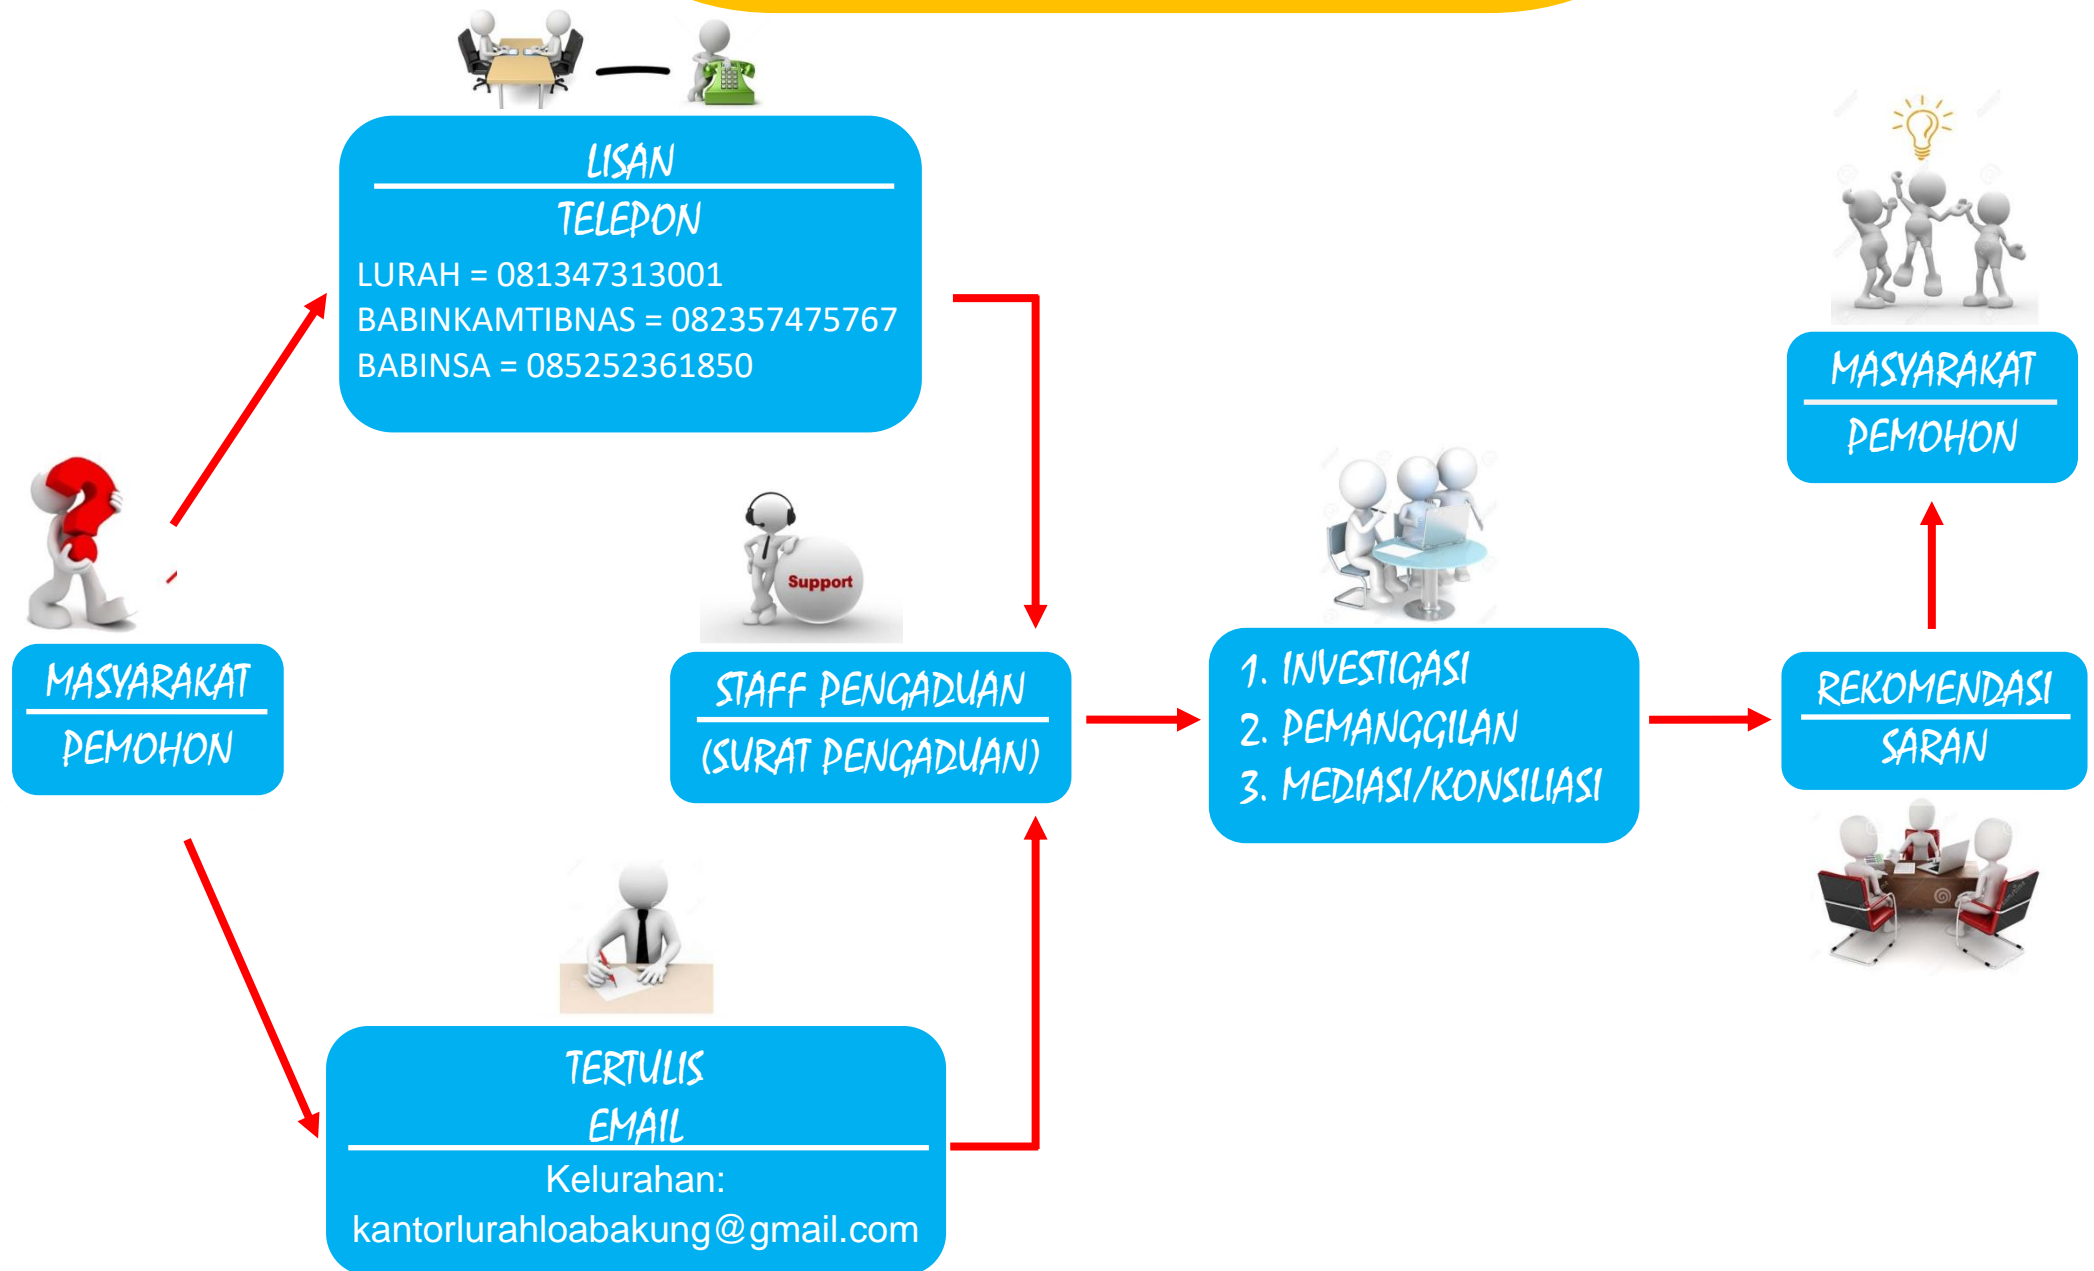 LISAN
TELEPON
LURAH = 081347313001
BABINKAMTIBNAS = 082357475767
BABINSA = 085252361850
MASYARAKAT
PEMOHON
Support
STAFF PENGADUAN
(SURAT PENGADUAN)
TERTULIS
EMAIL
Kelurahan:
kantorlurahloabakung@gmail.com
1. INVESTIGASI
2. PEMANGGILAN
3. MEDIASI/KONSILIASI
REKOMENDASI
SARAN
MASYARAKAT
PEMOHON